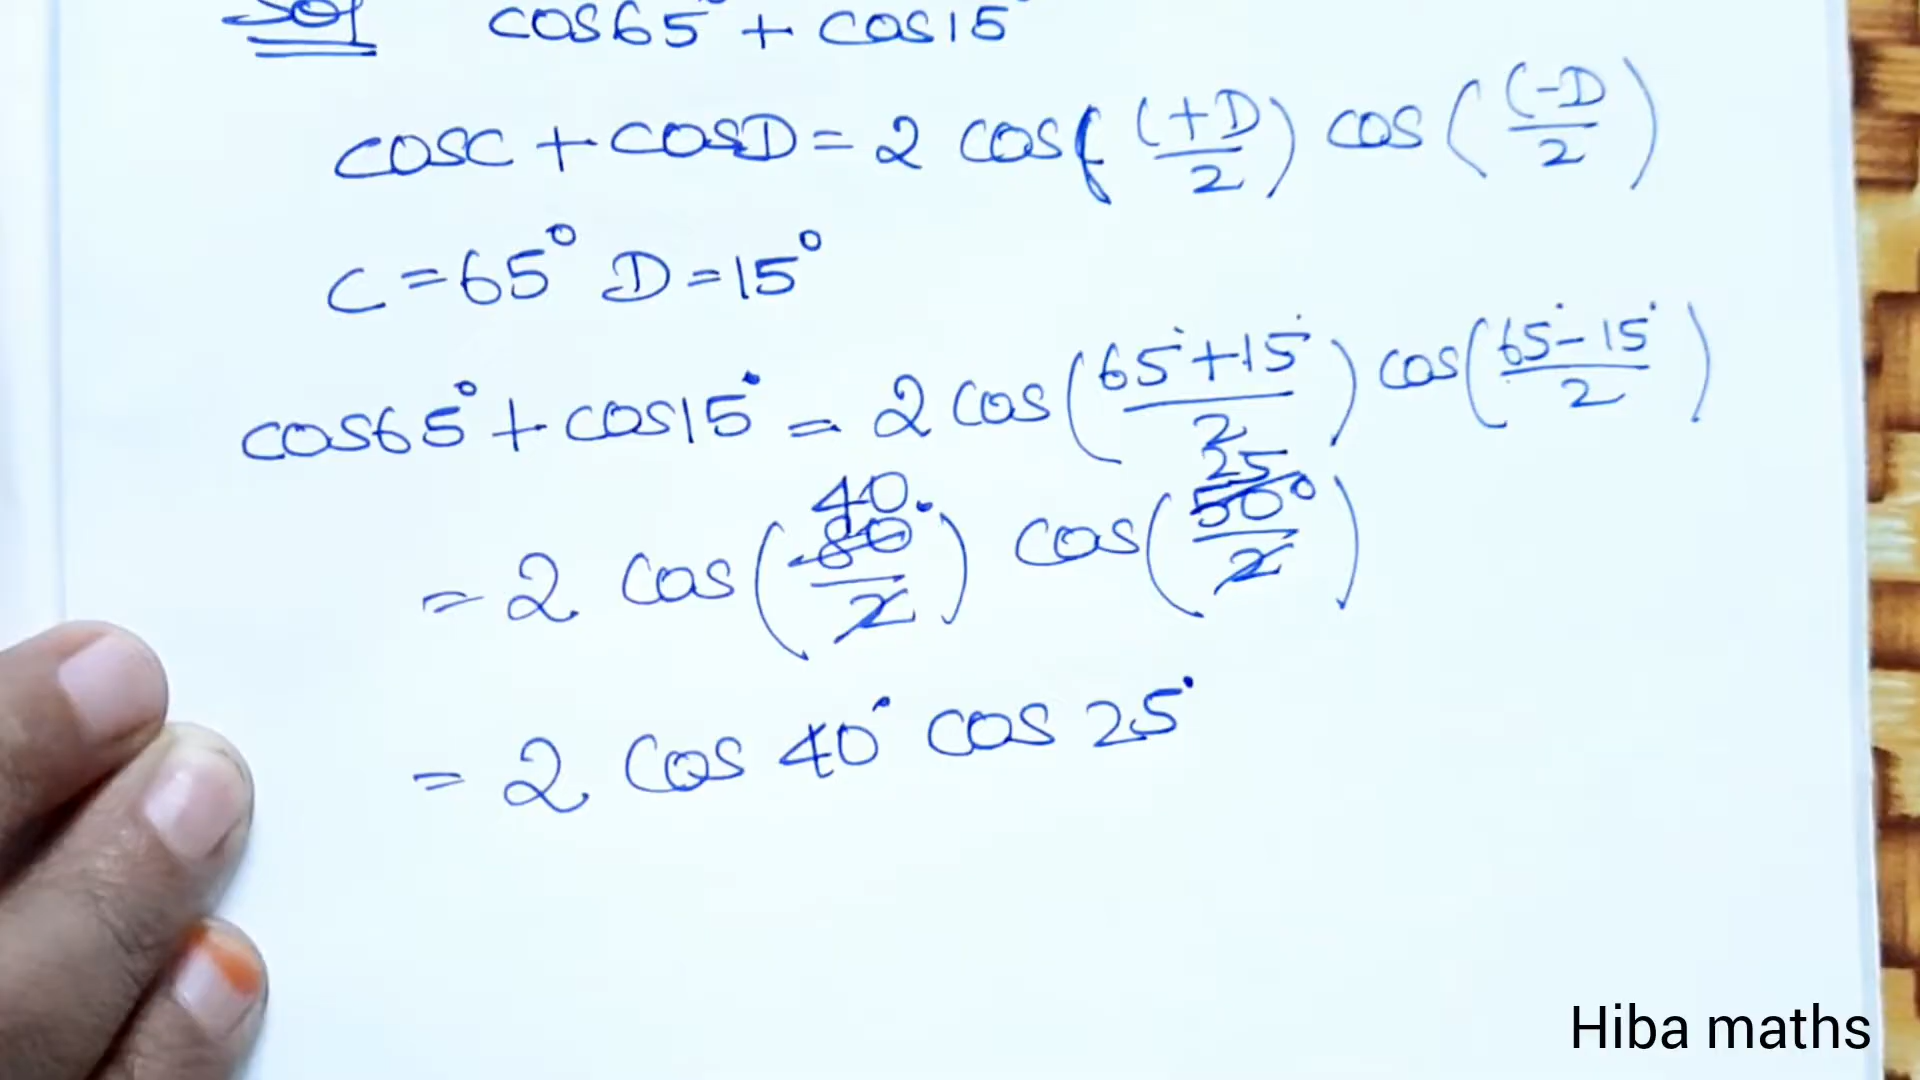 Sol cos65° + cos15°
cosC + cosD = 2 cos((C+D)/2) cos((C-D)/2)
C = 65° D = 15°
cos65° + cos15° = 2 cos((65°+15°)/2) cos((65°-15°)/2)
= 2 cos(80°/2) 40 cos(50°/2) 25
= 2 cos 40° cos 25°
Hiba maths